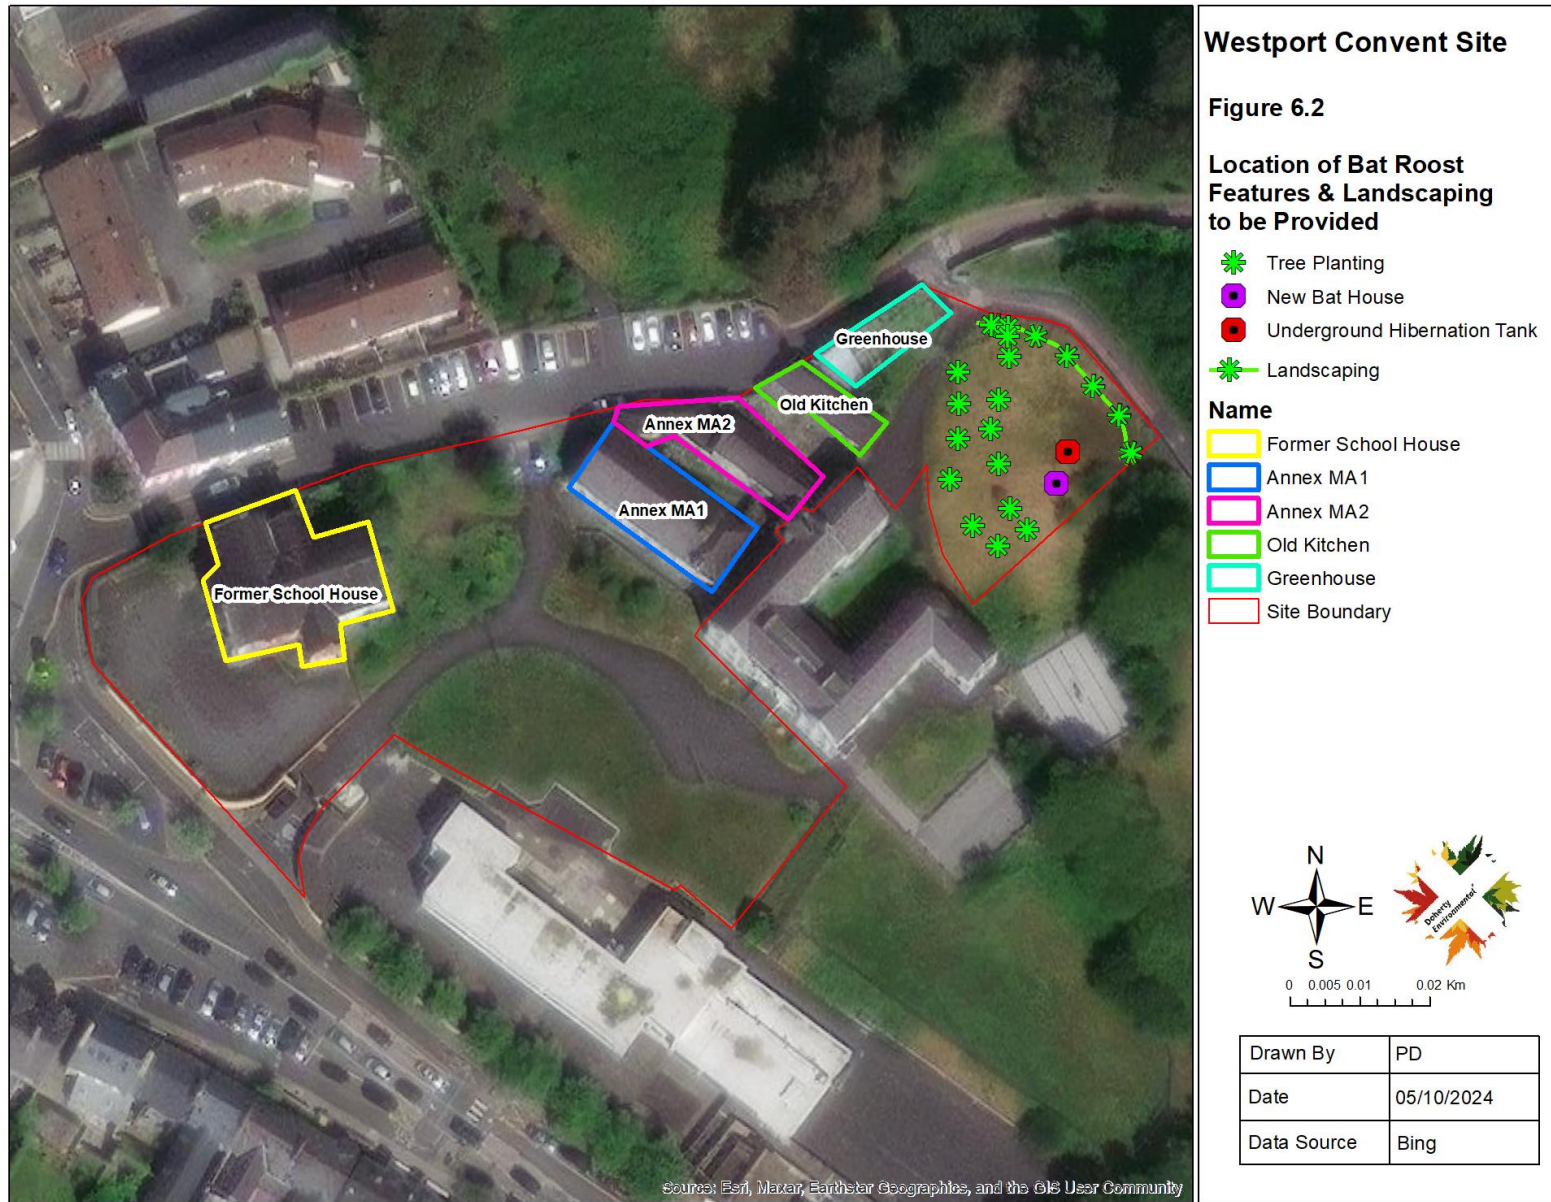 Westport Convent Site
Figure 6.2
Location of Bat Roost
Features & Landscaping
to be Provided
Tree Planting
New Bat House
Underground Hibernation Tank
Landscaping
Name
Former School House
Annex MA1
Annex MA2
Old Kitchen
Greenhouse
Site Boundary
Greenhouse
Old Kitchen
Annex MA2
Annex MA1
Former School House
N
W E
S
Doherty
Environmental
0 0.005 0.01 0.02 Km
Drawn By PD
Date 05/10/2024
Data Source Bing
Source: Esri, Maxar, Earthstar Geographics, and the GIS User Community